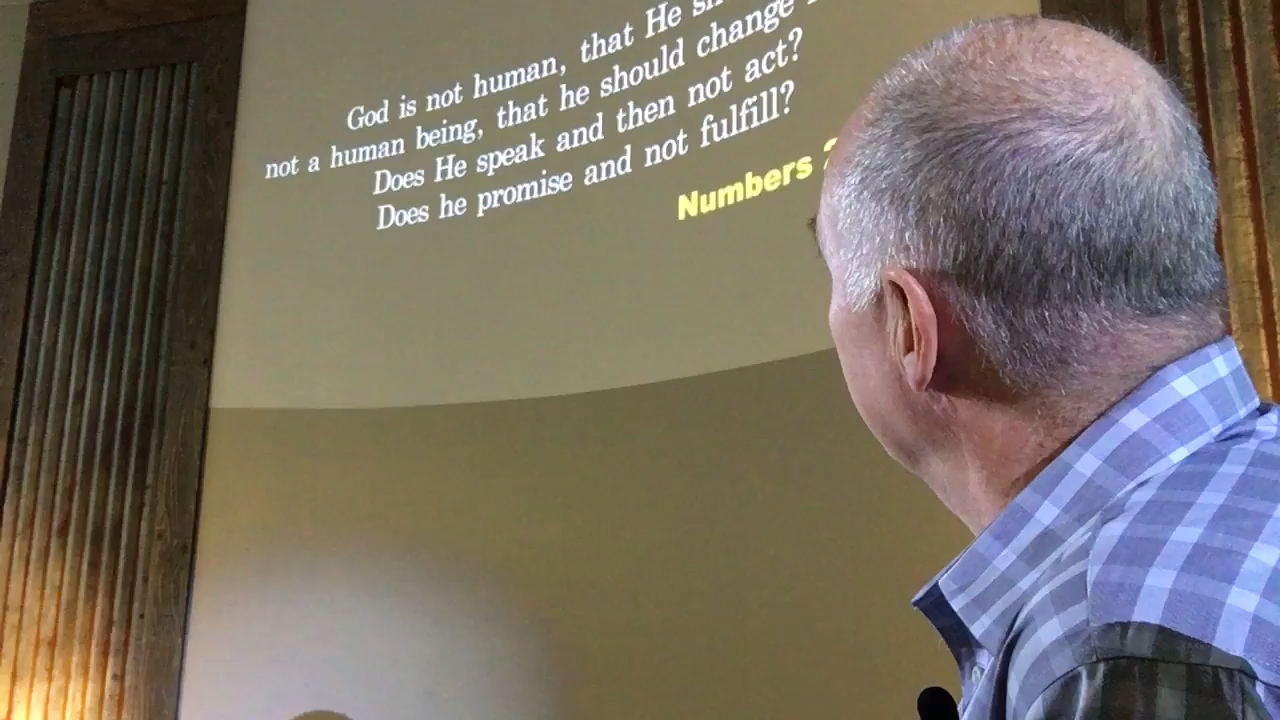 God is not human, that He
not a human being, that he should change
Does He speak and then not act?
Does he promise and not fulfill?
Numbers